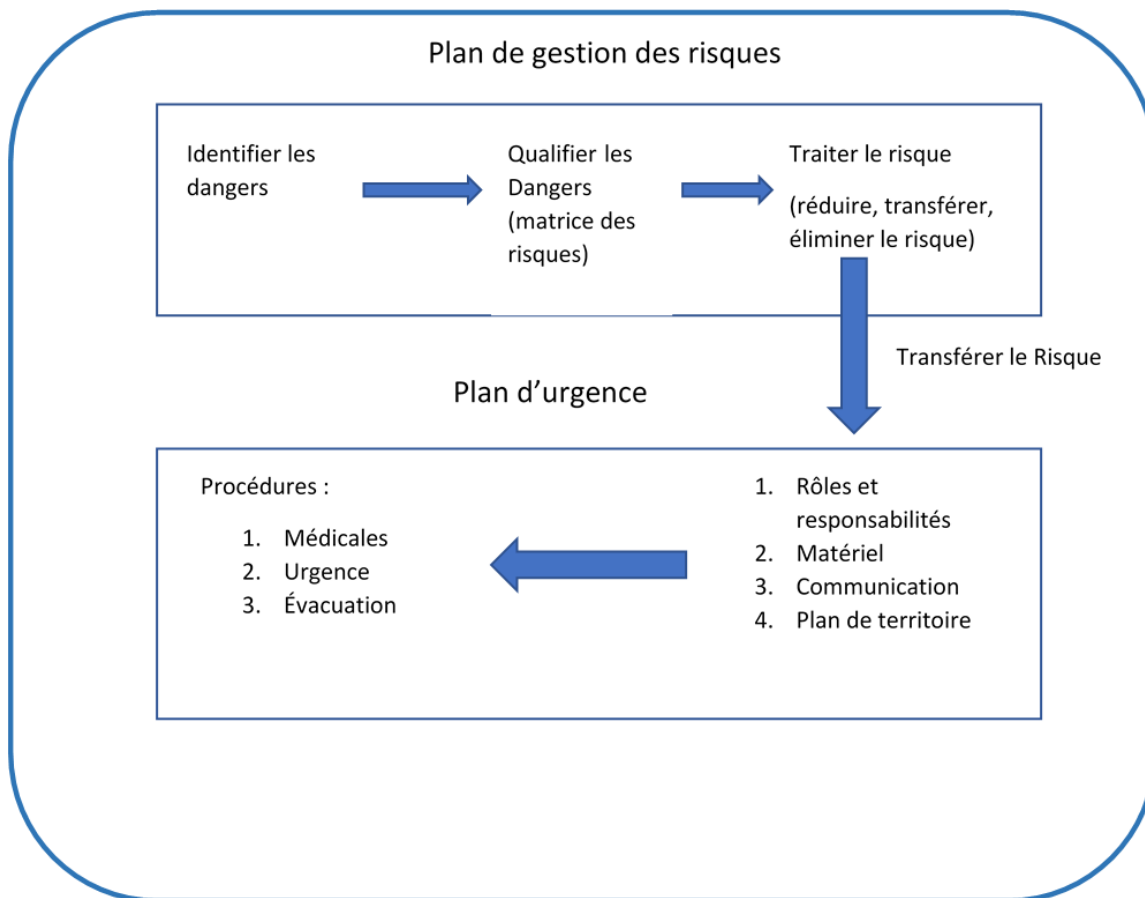 Plan de gestion des risques
Identifier les
dangers
Qualifier les
Dangers
(matrice des
risques)
Traiter le risque
(réduire, transférer,
éliminer le risque)
Transférer le Risque
Plan d’urgence
Procédures :
1. Médicales
2. Urgence
3. Évacuation
1. Rôles et
responsabilités
2. Matériel
3. Communication
4. Plan de territoire